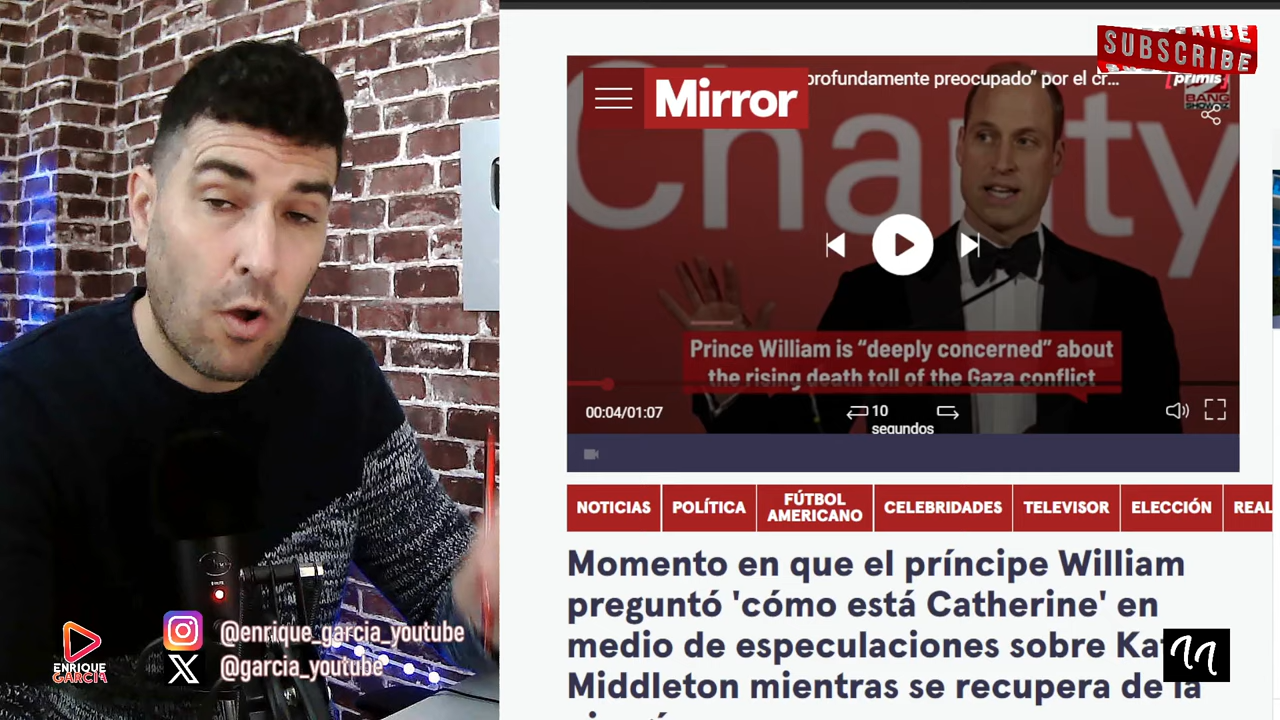 SUBSCRIBE
SUBSCRIBE
profundamente preocupado” por el cr...
primis
BANG
Mirror
Charity
Prince William is “deeply concerned” about
the rising death toll of the Gaza conflict
00:04/01:07
10
segundos
NOTICIAS
POLÍTICA
FÚTBOL
AMERICANO
CELEBRIDADES
TELEVISOR
ELECCIÓN
REAL
Momento en que el príncipe William
preguntó 'cómo está Catherine' en
medio de especulaciones sobre
Middleton mientras se recupera de la
ENRIQUE
GARCIA
@enrique_garcia_youtube
@garcia_youtube